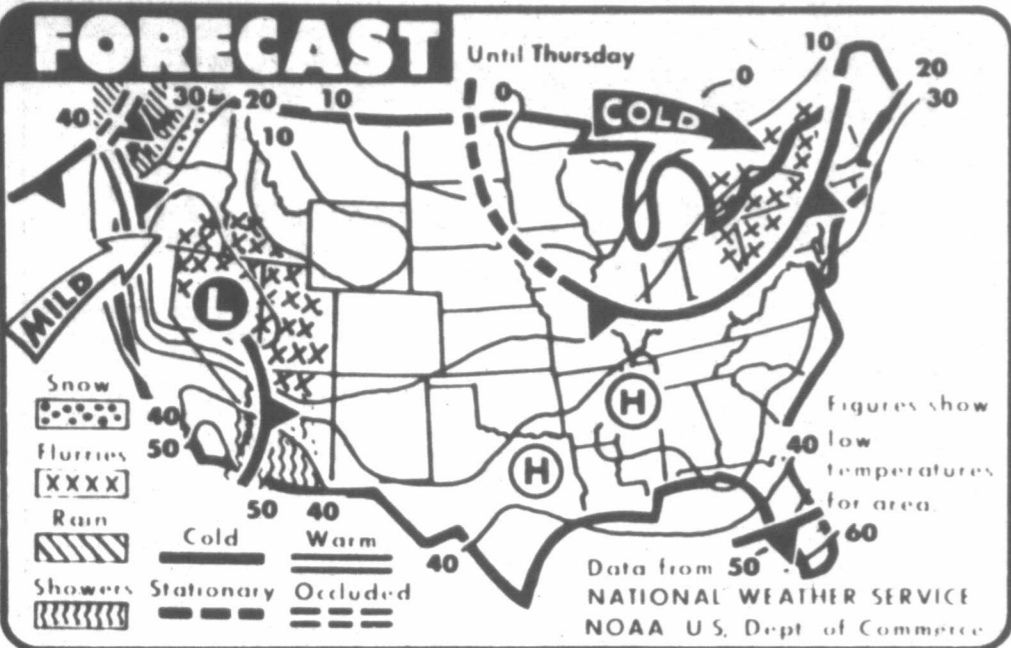 FORECAST
Until Thursday
40
30
20
10
10
0
COLD
0
10
20
30
MILD
L
H
H
Snow
Flurries
XXXX
Rain
Showers
40
50
50
40
40
40
50
60
Cold
Warm
Stationary
Occluded
Figures show
low
temperatures
for area.
Data from
NATIONAL WEATHER SERVICE
NOAA U.S. Dept of Commerce